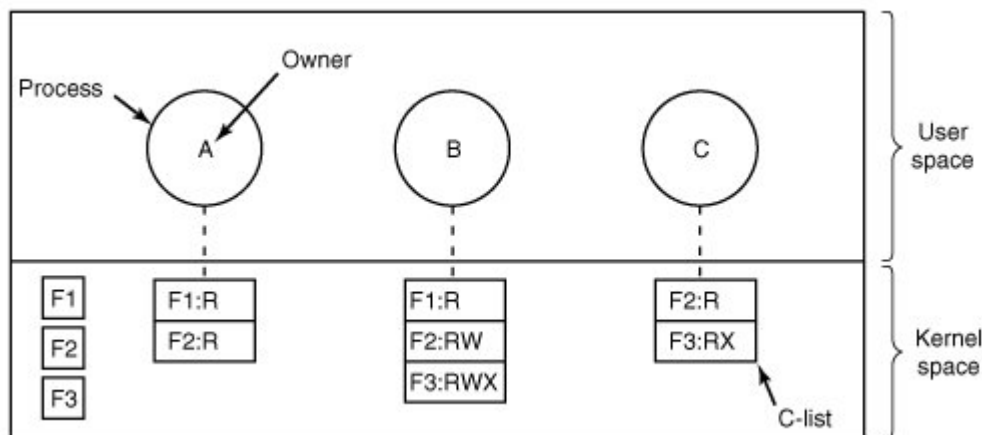 Owner
Process
A
B
C
User
space
F1
F1:R
F1:R
F2:R
F2
F2:R
F2:RW
F3:RX
F3
F3:RWX
Kernel
space
C-list